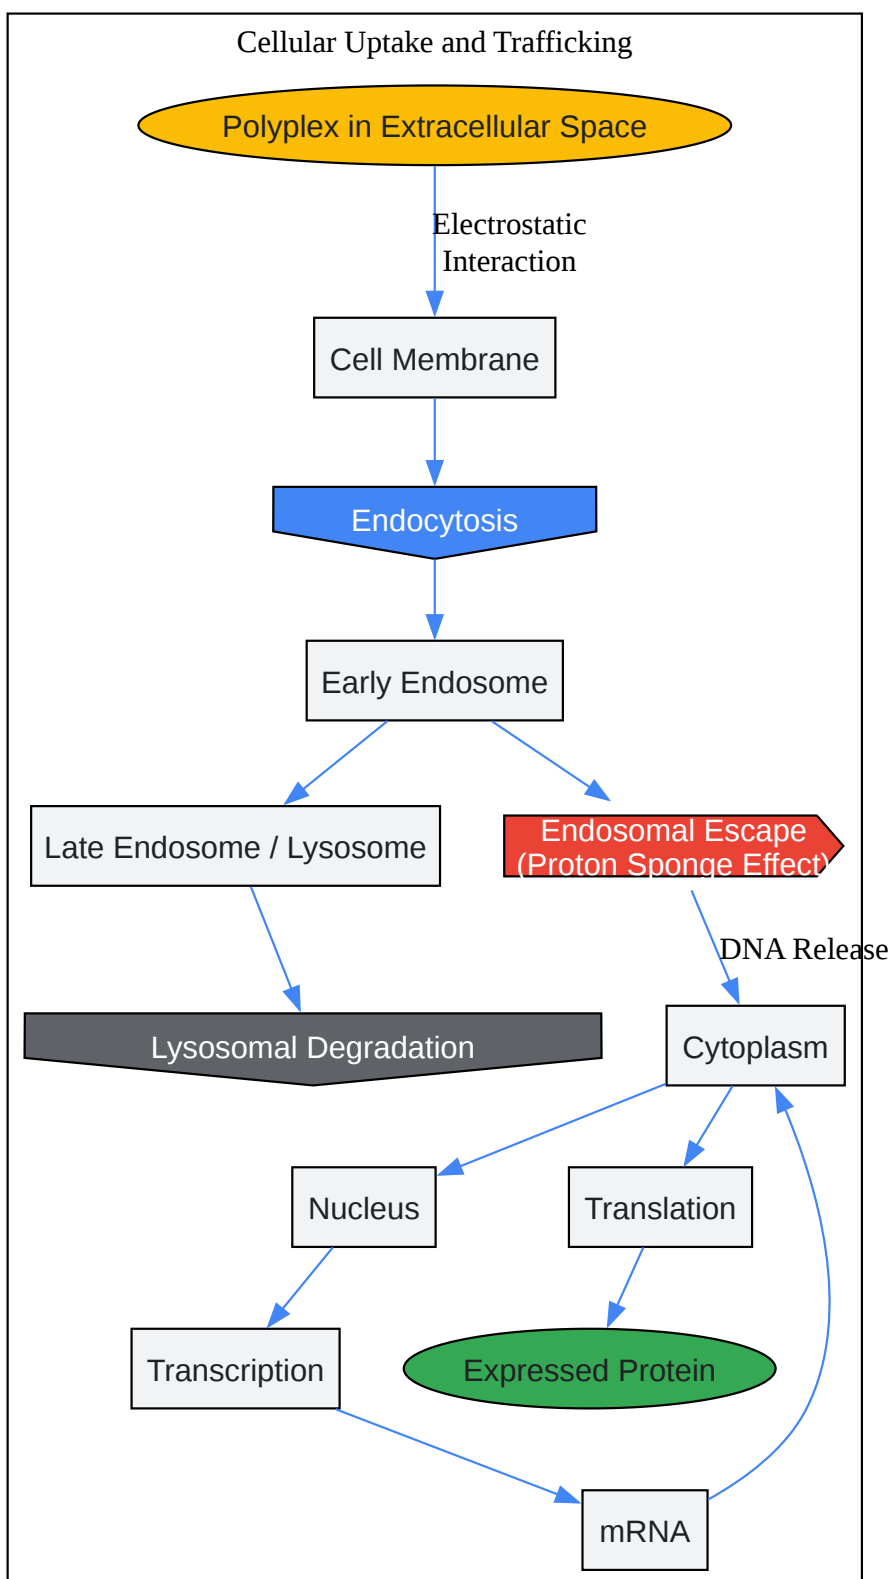 Cellular Uptake and Trafficking
Polyplex in Extracellular Space
Electrostatic
Interaction
Cell Membrane
Endocytosis
Early Endosome
Late Endosome / Lysosome
Endosomal Escape
(Proton Sponge Effect)
DNA Release
Lysosomal Degradation
Cytoplasm
Nucleus
Translation
Transcription
Expressed Protein
mRNA